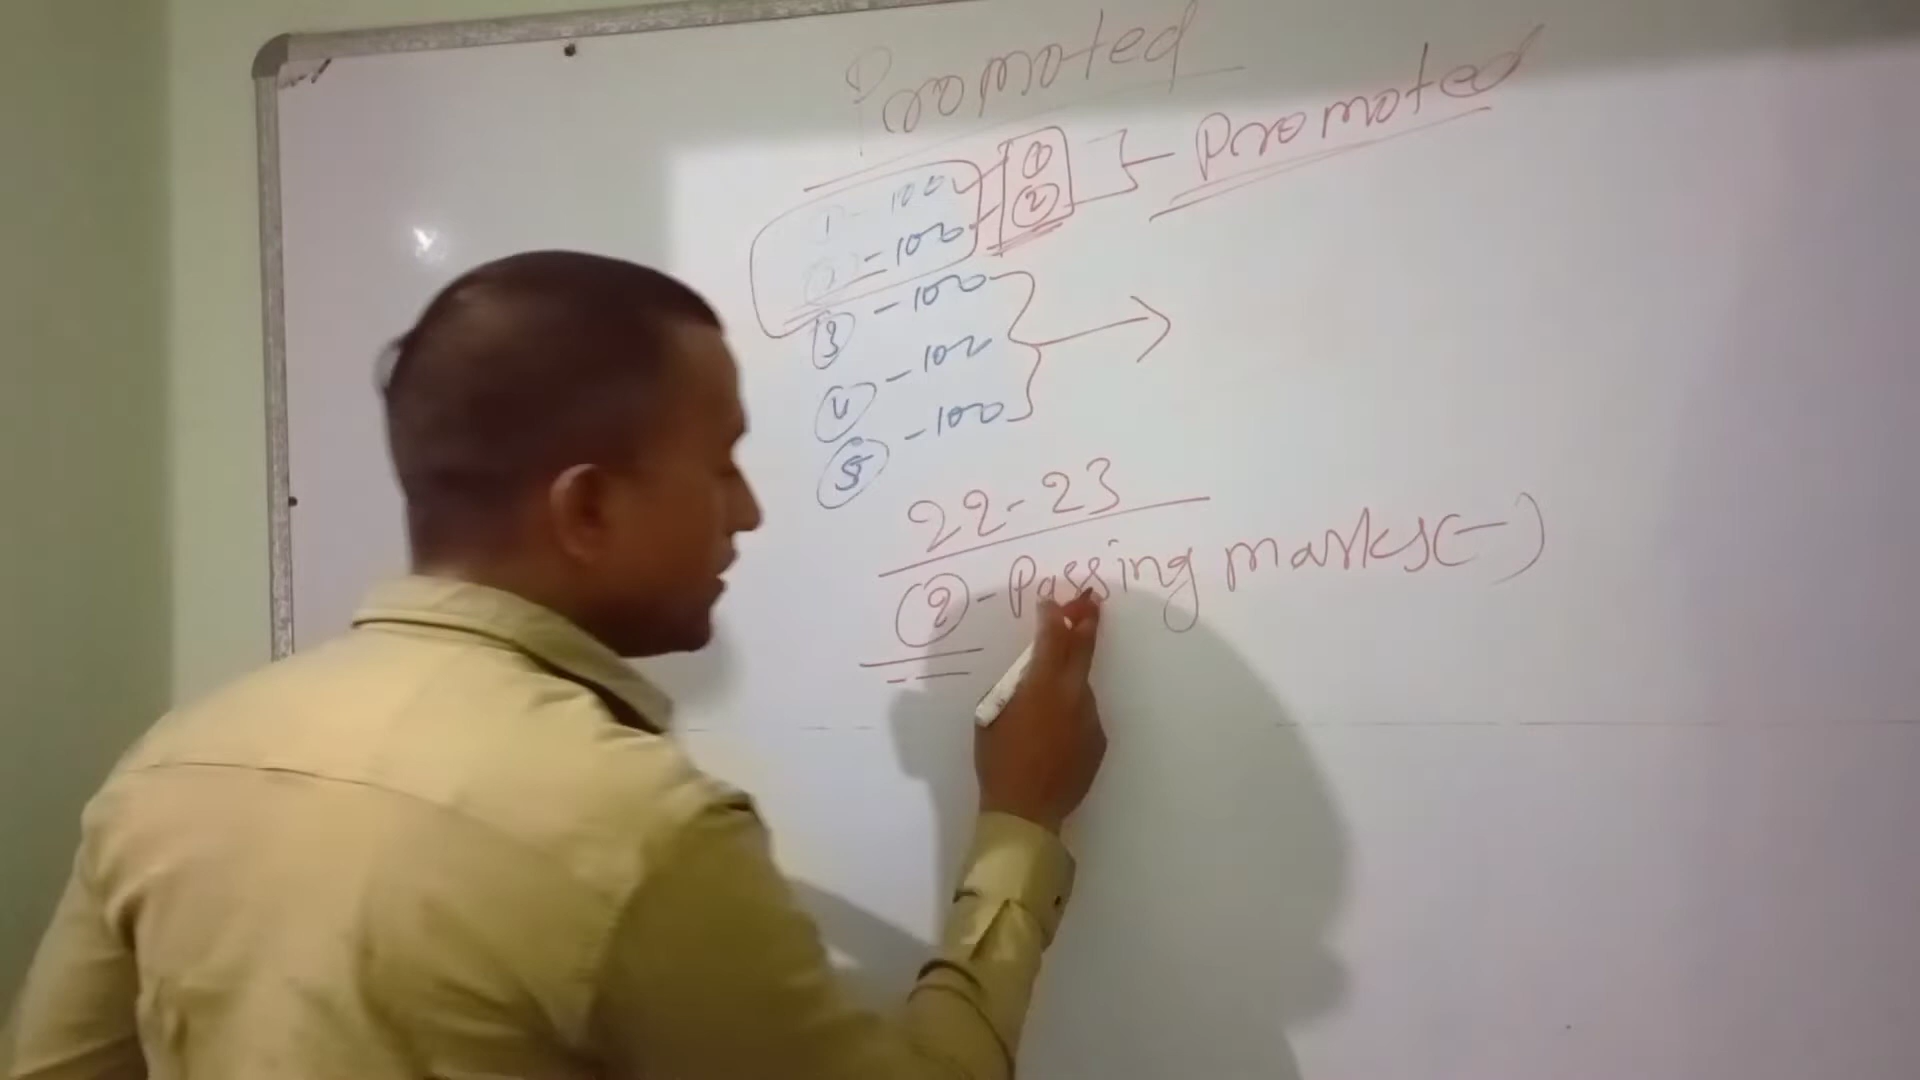 Promoted
1 - 100 ① Promoted
② - 100 ②
③ - 100
④ - 100
⑤ - 100
22-23
② - Passing marks (-)